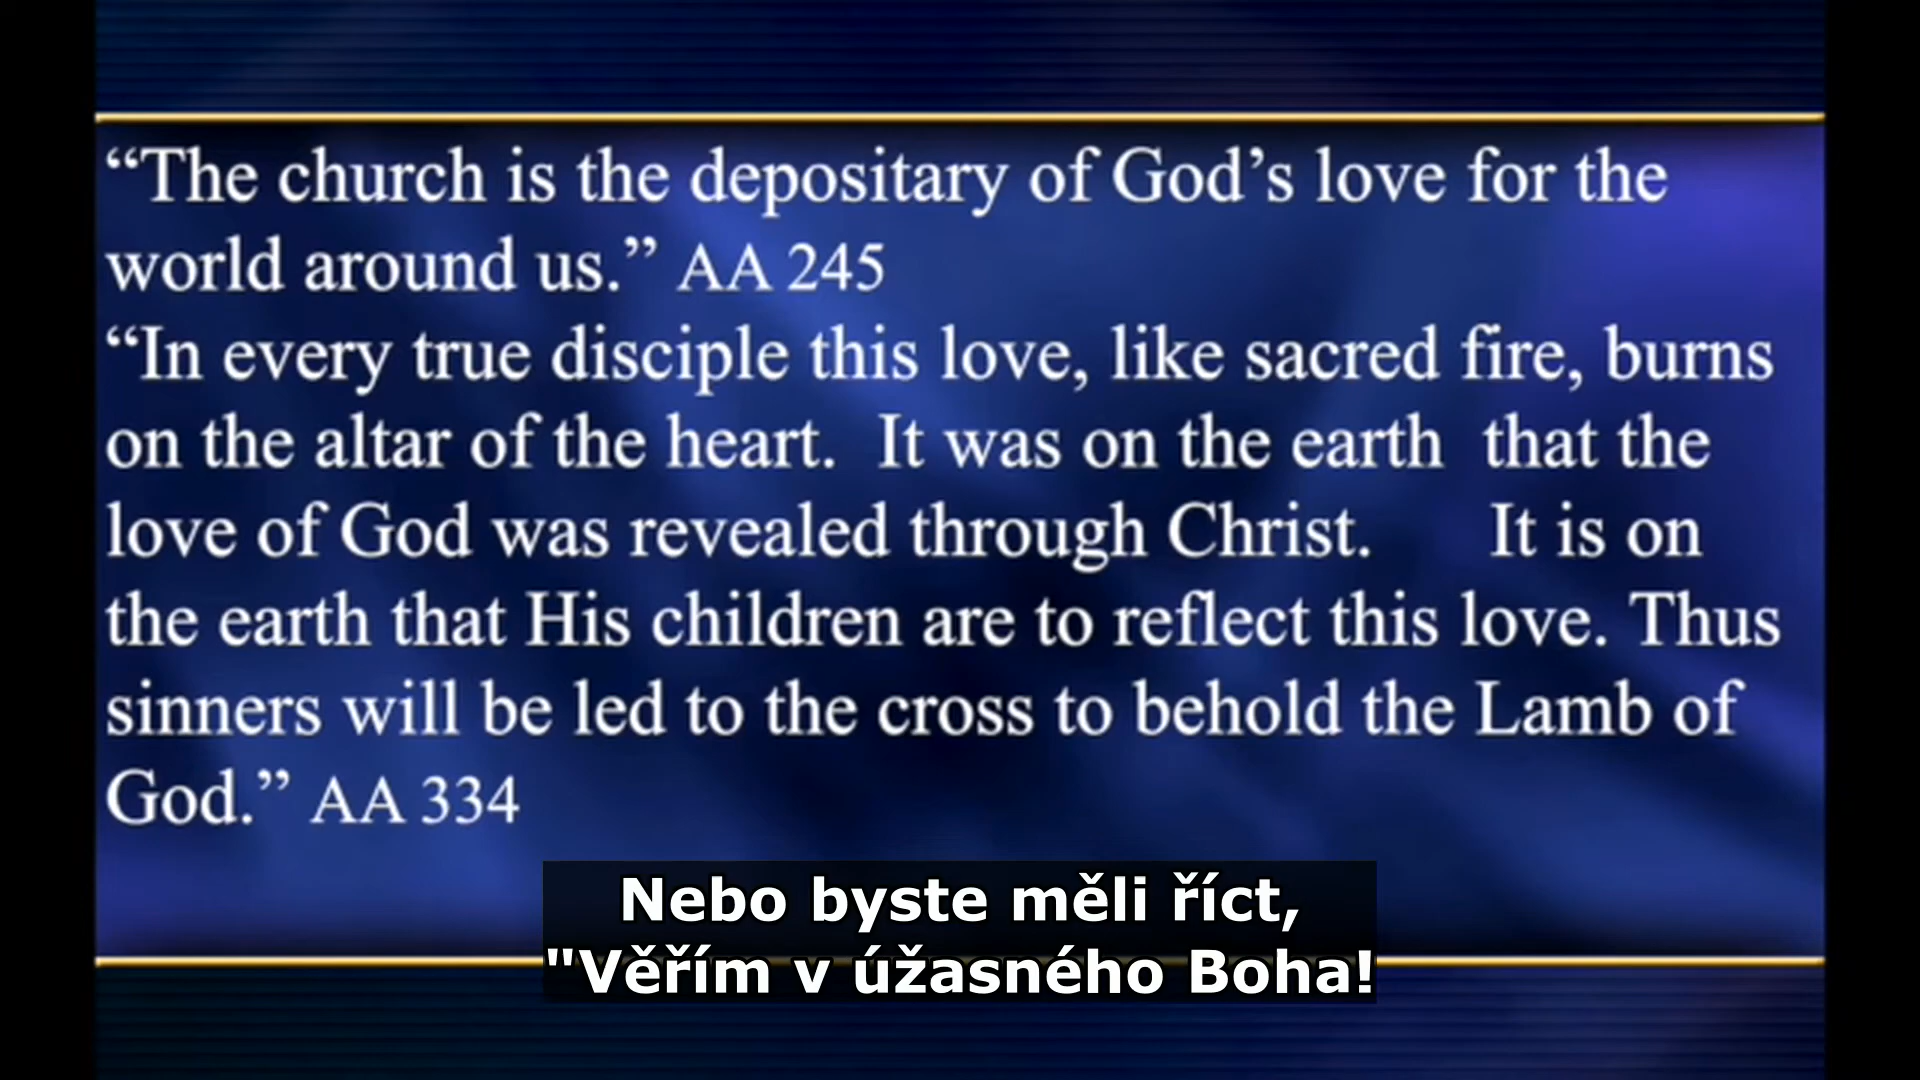 “The church is the depositary of God’s love for the
world around us.” AA 245
“In every true disciple this love, like sacred fire, burns
on the altar of the heart.  It was on the earth  that the
love of God was revealed through Christ.      It is on
the earth that His children are to reflect this love. Thus
sinners will be led to the cross to behold the Lamb of
God.” AA 334
Nebo byste měli říct,
"Věřím v úžasného Boha!